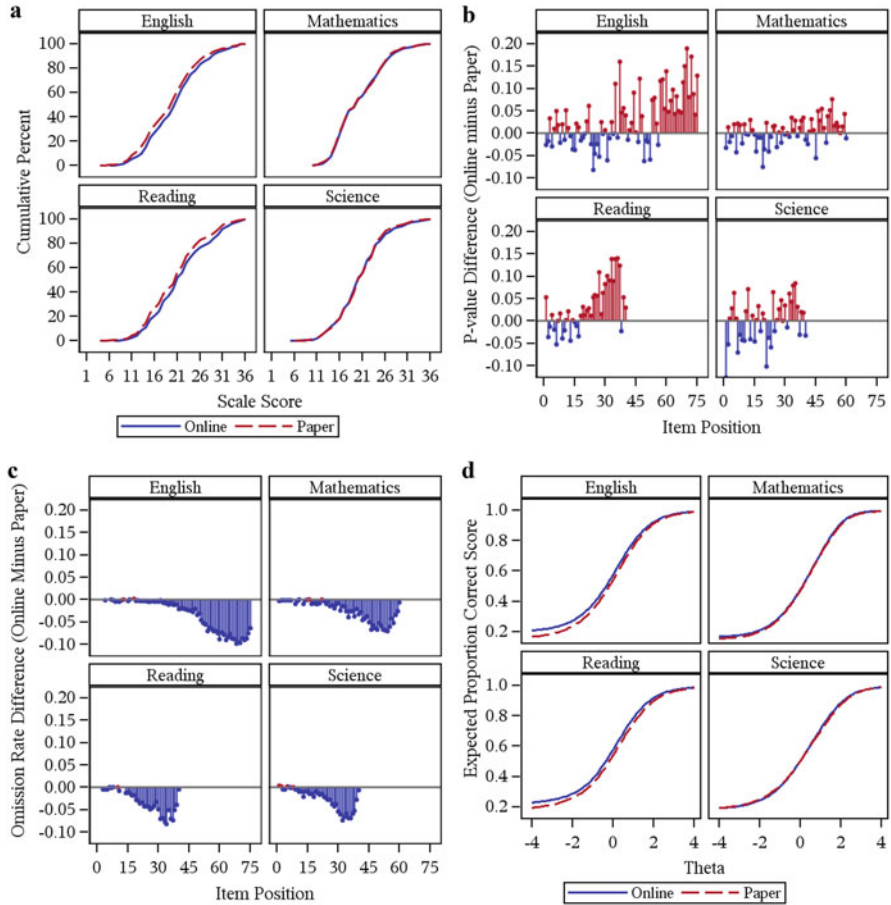 a
English
Mathematics
100
80
60
40
20
0
Reading
Science
100
80
60
40
20
0
1 6 11 16 21 26 31 36
1 6 11 16 21 26 31 36
Cumulative Percent
Scale Score
Online Paper
b
English
Mathematics
0.20
0.15
0.10
0.05
0.00
-0.05
-0.10
Reading
Science
0.20
0.15
0.10
0.05
0.00
-0.05
-0.10
0 15 30 45 60 75
0 15 30 45 60 75
P-value Difference (Online minus Paper)
Item Position
c
English
Mathematics
0.20
0.15
0.10
0.05
0.00
-0.05
-0.10
Reading
Science
0.20
0.15
0.10
0.05
0.00
-0.05
-0.10
0 15 30 45 60 75
0 15 30 45 60 75
Omission Rate Difference (Online Minus Paper)
Item Position
d
English
Mathematics
1.0
0.8
0.6
0.4
0.2
Reading
Science
1.0
0.8
0.6
0.4
0.2
-4 -2 0 2 4
-4 -2 0 2 4
Expected Proportion Correct Score
Theta
Online Paper